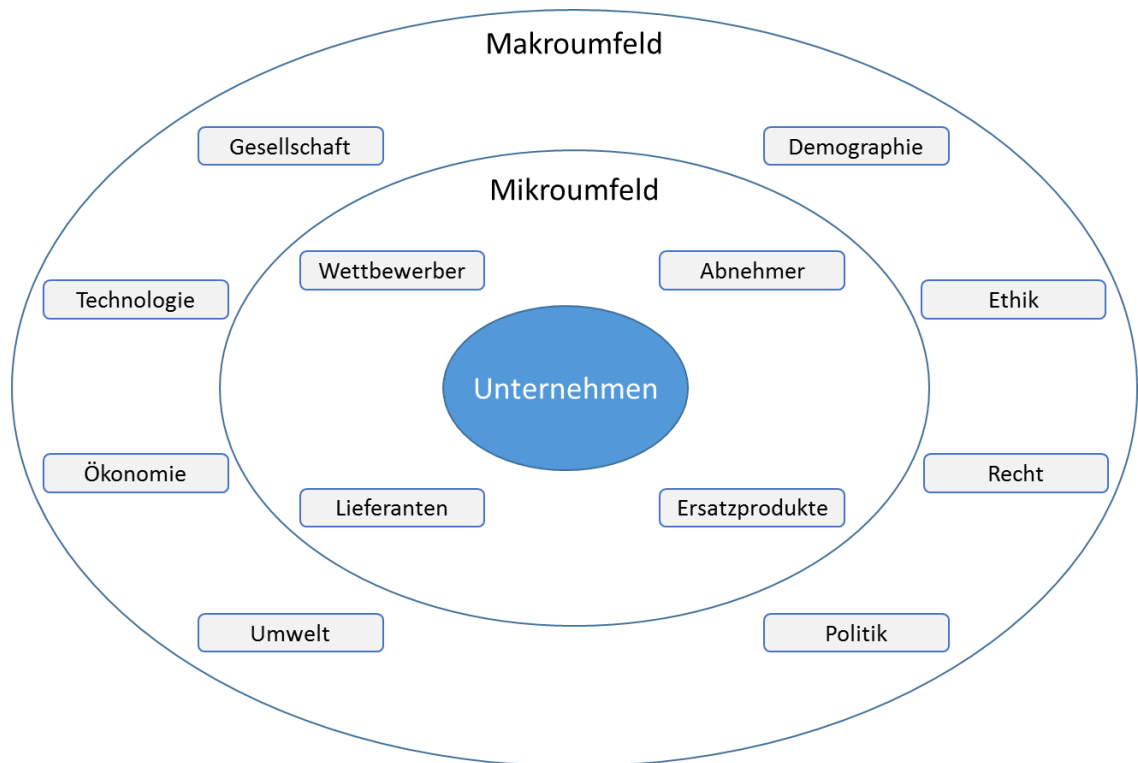 Makroumfeld
Gesellschaft
Demographie
Mikroumfeld
Wettbewerber
Abnehmer
Technologie
Ethik
Unternehmen
Ökonomie
Recht
Lieferanten
Ersatzprodukte
Umwelt
Politik